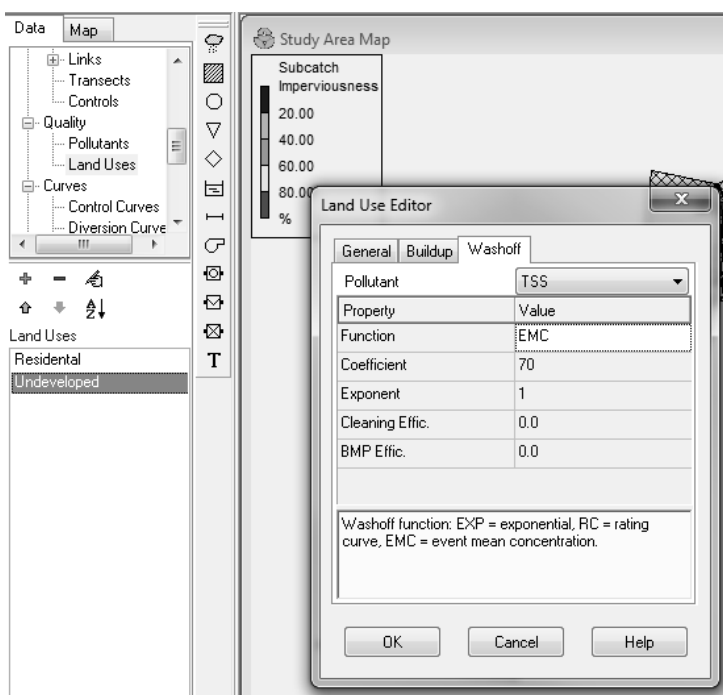 Data Map
Links
Transects
Controls
Quality
Pollutants
Land Uses
Curves
Control Curves
Diversion Curve
Land Uses
Residental
Undeveloped
T
Study Area Map
Subcatch
Imperviousness
20.00
40.00
60.00
80.00
%
Land Use Editor
General Buildup Washoff
Pollutant TSS
Property Value
Function EMC
Coefficient 70
Exponent 1
Cleaning Effic. 0.0
BMP Effic. 0.0
Washoff function: EXP = exponential, RC = rating
curve, EMC = event mean concentration.
OK Cancel Help